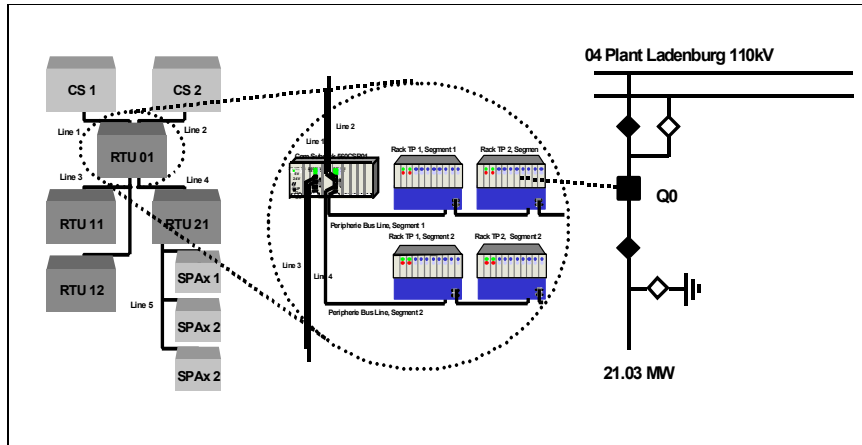 04 Plant Ladenburg 110kV
CS 1
CS 2
Line 1
Line 2
RTU 01
Line 3
Line 4
RTU 11
RTU 21
SPAx 1
RTU 12
Line 5
SPAx 2
SPAx 2
Line 2
Line 1
Rack TP 1, Segment 1
Rack TP 2, Segmen
Peripherie Bus Line, Segment 1
Rack TP 1, Segment 2
Rack TP 2, Segment 2
Line 3
Line 4
Peripherie Bus Line, Segment 2
Q0
21.03 MW